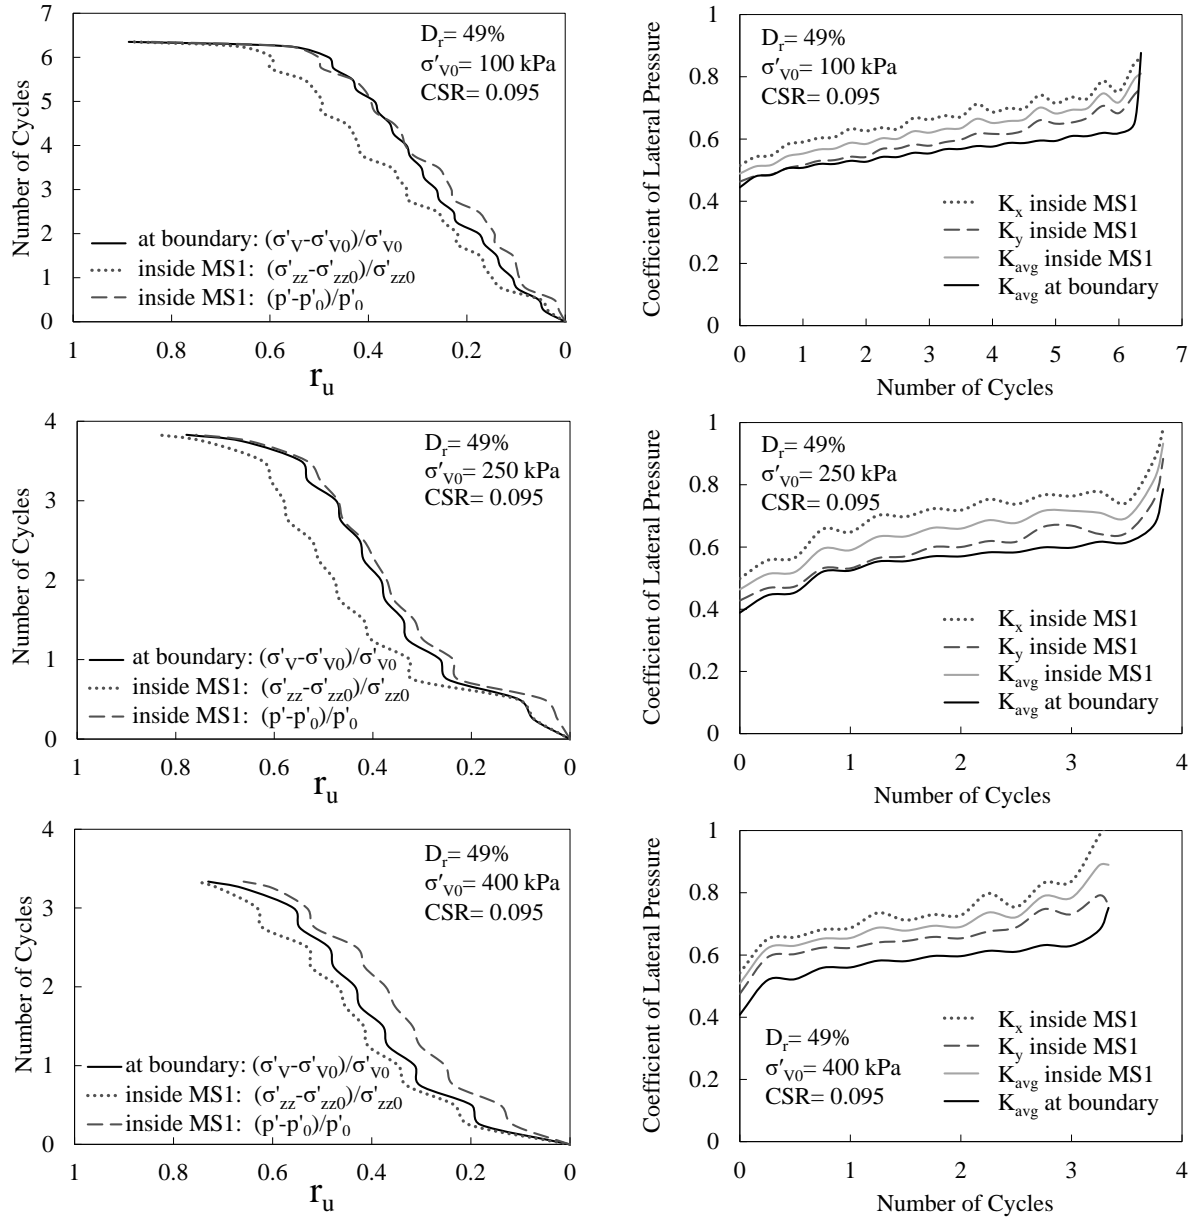 7
6
5
4
3
2
1
0
Number of Cycles
D_r= 49%
σ'_V0= 100 kPa
CSR= 0.095
at boundary: (σ'_V-σ'_V0)/σ'_V0
inside MS1: (σ'_zz-σ'_zz0)/σ'_zz0
inside MS1: (p'-p'_0)/p'_0
1 0.8 0.6 0.4 0.2 0
r_u
1
0.8
0.6
0.4
0.2
0
Coefficient of Lateral Pressure
D_r= 49%
σ'_V0= 100 kPa
CSR= 0.095
K_x inside MS1
K_y inside MS1
K_avg inside MS1
K_avg at boundary
0 1 2 3 4 5 6 7
Number of Cycles
4
3
2
1
0
Number of Cycles
D_r= 49%
σ'_V0= 250 kPa
CSR= 0.095
at boundary: (σ'_V-σ'_V0)/σ'_V0
inside MS1: (σ'_zz-σ'_zz0)/σ'_zz0
inside MS1: (p'-p'_0)/p'_0
1 0.8 0.6 0.4 0.2 0
r_u
1
0.8
0.6
0.4
0.2
0
Coefficient of Lateral Pressure
D_r= 49%
σ'_V0= 250 kPa
CSR= 0.095
K_x inside MS1
K_y inside MS1
K_avg inside MS1
K_avg at boundary
0 1 2 3 4
Number of Cycles
4
3
2
1
0
Number of Cycles
D_r= 49%
σ'_V0= 400 kPa
CSR= 0.095
at boundary: (σ'_V-σ'_V0)/σ'_V0
inside MS1: (σ'_zz-σ'_zz0)/σ'_zz0
inside MS1: (p'-p'_0)/p'_0
1 0.8 0.6 0.4 0.2 0
r_u
1
0.8
0.6
0.4
0.2
0
Coefficient of Lateral Pressure
D_r= 49%
σ'_V0= 400 kPa
CSR= 0.095
K_x inside MS1
K_y inside MS1
K_avg inside MS1
K_avg at boundary
0 1 2 3 4
Number of Cycles